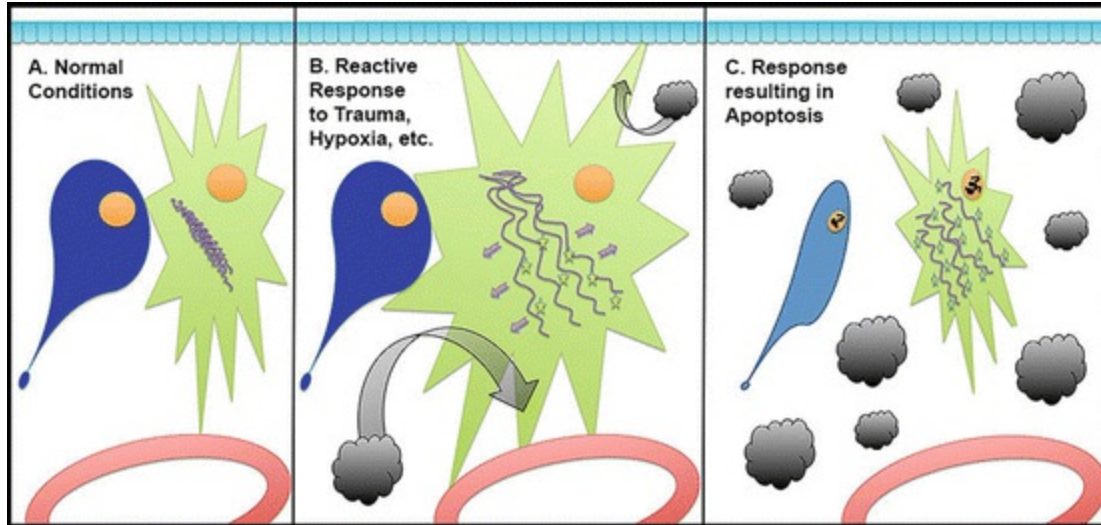 A. Normal
Conditions
B. Reactive
Response
to Trauma,
Hypoxia, etc.
C. Response
resulting in
Apoptosis